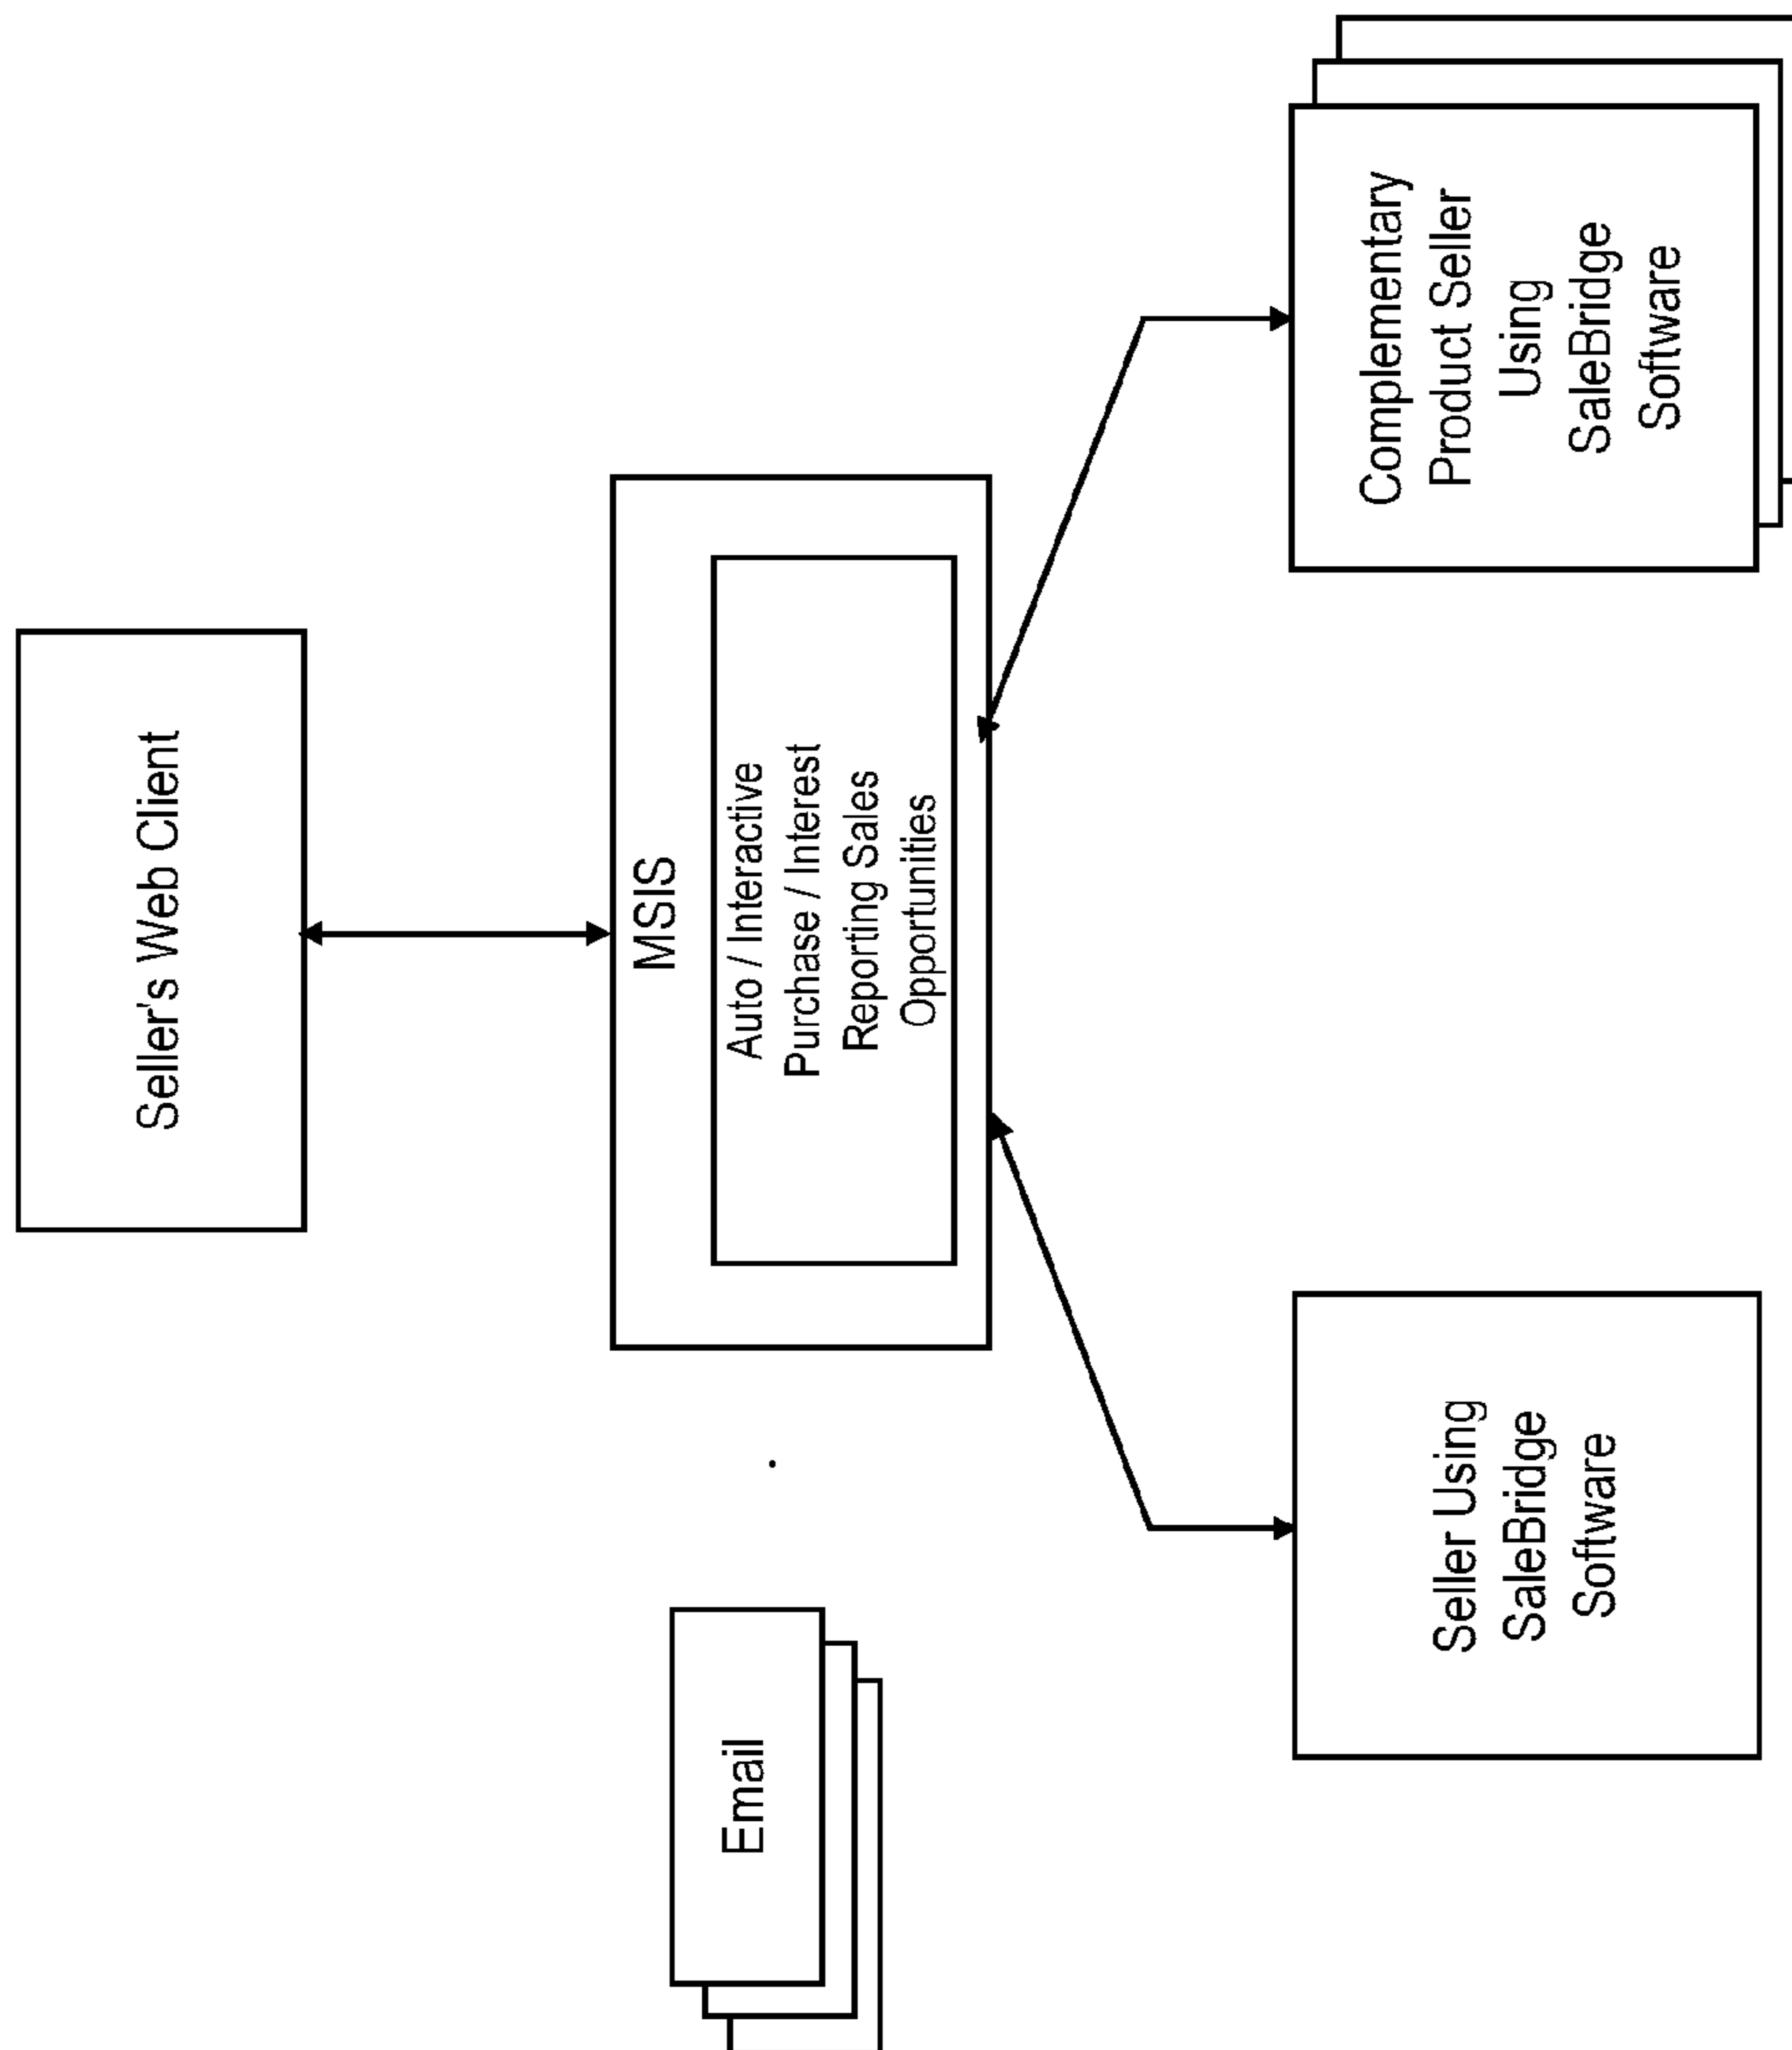 Seller's Web Client
MSIS
Auto / Interactive
Purchase / Interest
Reporting Sales
Opportunities
Email
Seller Using
SaleBridge
Software
Complementary
Product Seller
Using
SaleBridge
Software